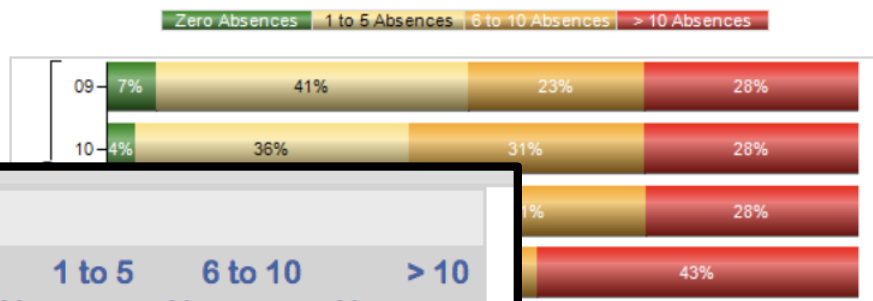 Zero Absences 1 to 5 Absences 6 to 10 Absences > 10 Absences
09 7% 41% 23% 28%
10 4% 36% 31% 28%
1% 28%
43%
1 to 5 6 to 10 > 10